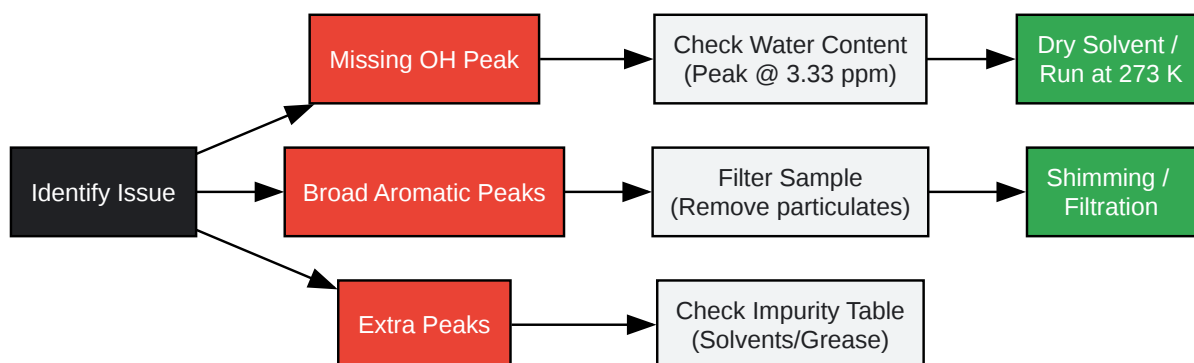 Missing OH Peak
Check Water Content
(Peak @ 3.33 ppm)
Dry Solvent /
Run at 273 K
Identify Issue
Broad Aromatic Peaks
Filter Sample
(Remove particulates)
Shimming /
Filtration
Extra Peaks
Check Impurity Table
(Solvents/Grease)